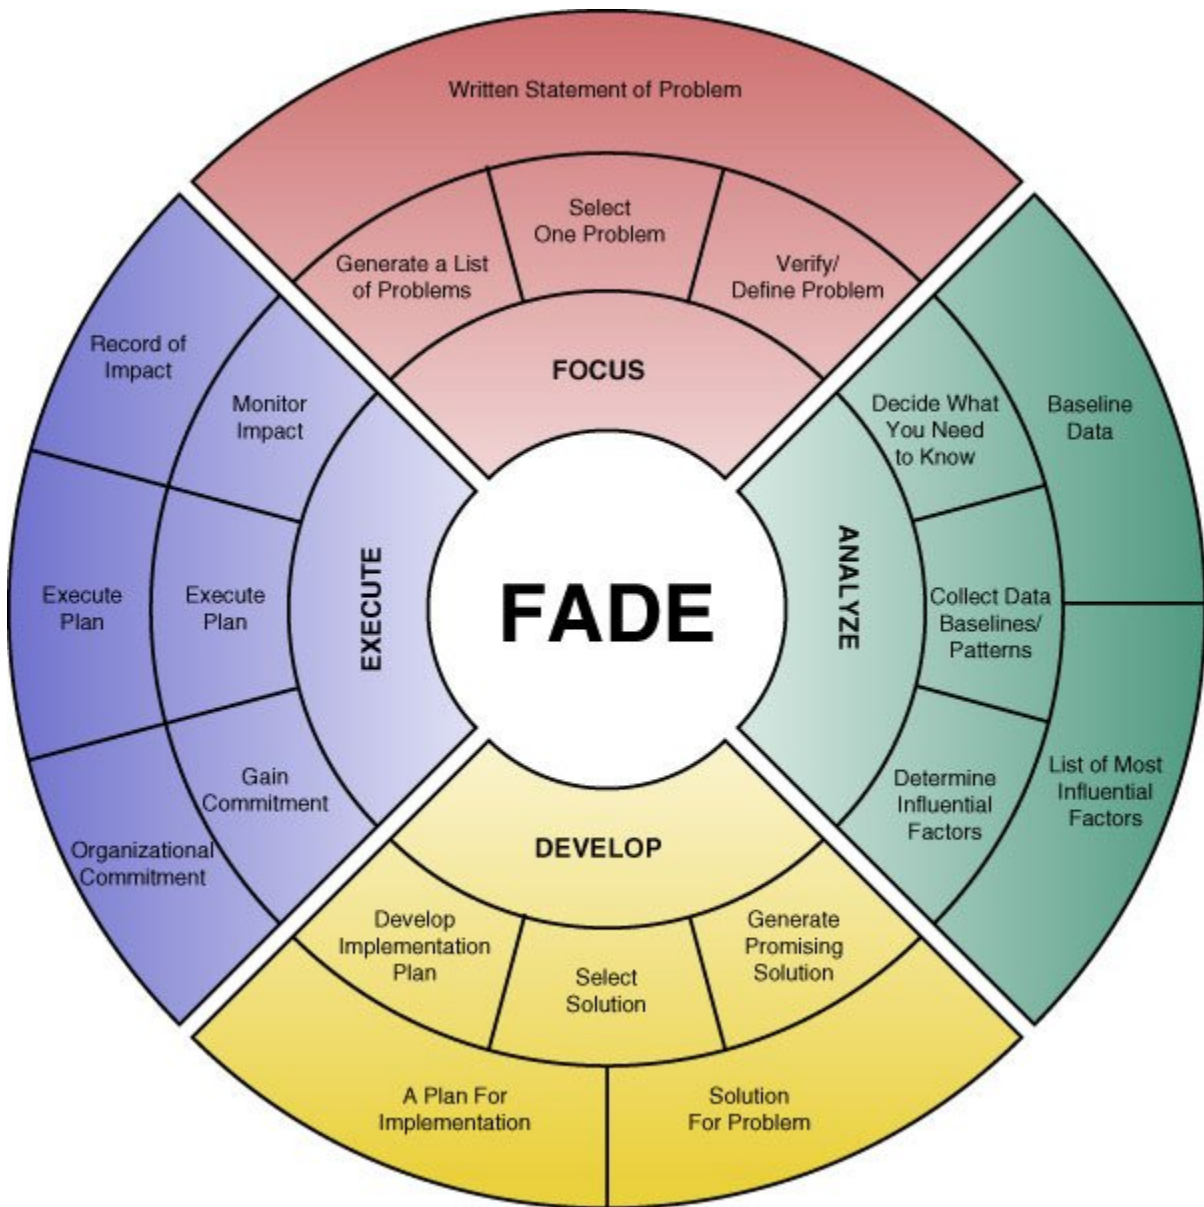 Written Statement of Problem
Generate a List
of Problems
Select
One Problem
Verify/
Define Problem
FOCUS
Baseline
Data
List of Most
Influential
Factors
Decide What
You Need
to Know
Collect Data
Baselines/
Patterns
Determine
Influential
Factors
ANALYZE
DEVELOP
Generate
Promising
Solution
Select
Solution
Develop
Implementation
Plan
Solution
For Problem
A Plan For
Implementation
EXECUTE
Gain
Commitment
Execute
Plan
Monitor
Impact
Organizational
Commitment
Execute
Plan
Record of
Impact
FADE